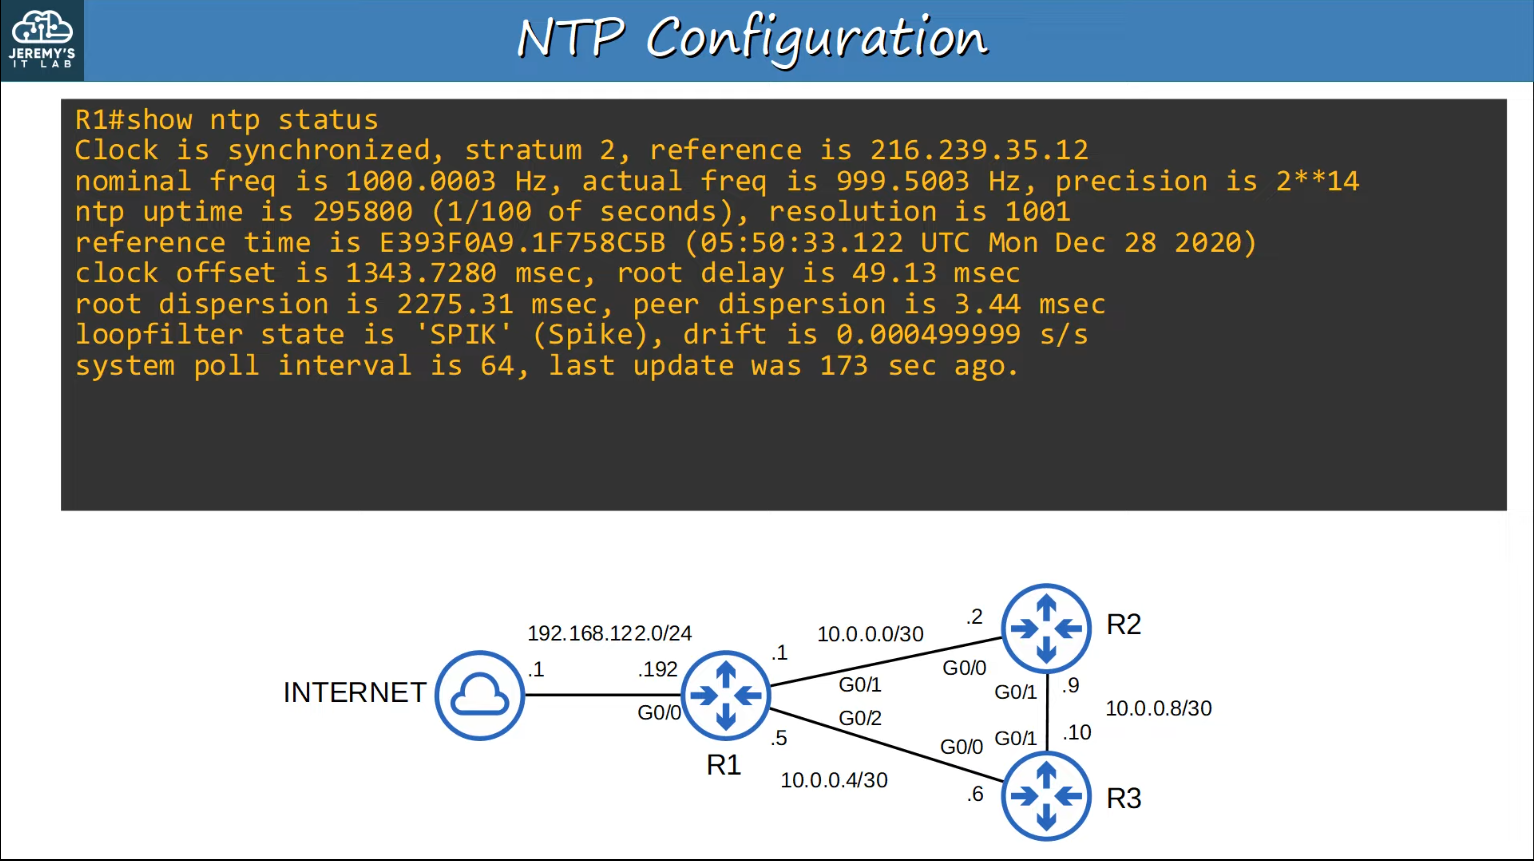 JEREMY'S
IT LAB
NTP Configuration
R1#show ntp status
Clock is synchronized, stratum 2, reference is 216.239.35.12
nominal freq is 1000.0003 Hz, actual freq is 999.5003 Hz, precision is 2**14
ntp uptime is 295800 (1/100 of seconds), resolution is 1001
reference time is E393F0A9.1F758C5B (05:50:33.122 UTC Mon Dec 28 2020)
clock offset is 1343.7280 msec, root delay is 49.13 msec
root dispersion is 2275.31 msec, peer dispersion is 3.44 msec
loopfilter state is 'SPIK' (Spike), drift is 0.000499999 s/s
system poll interval is 64, last update was 173 sec ago.
INTERNET
192.168.122.0/24
.1
.192
G0/0
R1
.1
G0/1
10.0.0.0/30
.2
G0/0
R2
.5
G0/2
10.0.0.4/30
G0/0
.6
G0/1
.9
10.0.0.8/30
G0/1
.10
R3